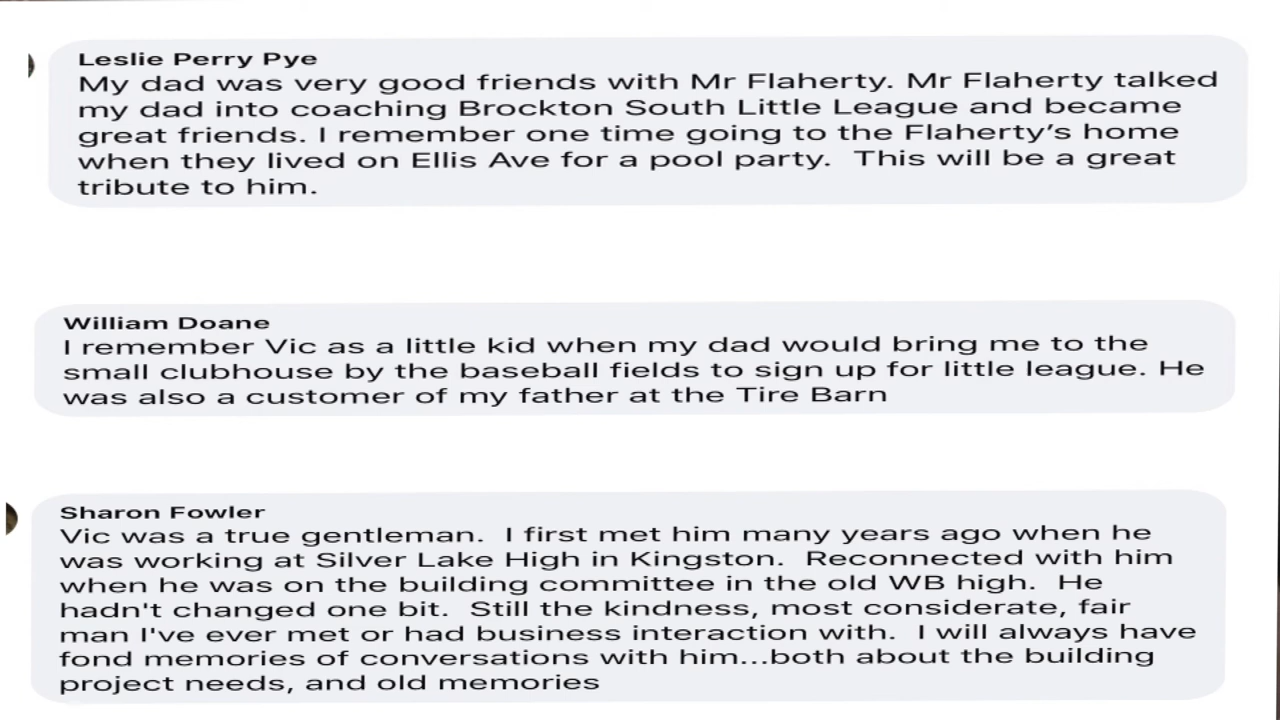 Leslie Perry Pye
My dad was very good friends with Mr Flaherty. Mr Flaherty talked
my dad into coaching Brockton South Little League and became
great friends. I remember one time going to the Flaherty's home
when they lived on Ellis Ave for a pool party.  This will be a great
tribute to him.
William Doane
I remember Vic as a little kid when my dad would bring me to the
small clubhouse by the baseball fields to sign up for little league. He
was also a customer of my father at the Tire Barn
Sharon Fowler
Vic was a true gentleman.  I first met him many years ago when he
was working at Silver Lake High in Kingston.  Reconnected with him
when he was on the building committee in the old WB high.  He
hadn't changed one bit.  Still the kindness, most considerate, fair
man I've ever met or had business interaction with.  I will always have
fond memories of conversations with him...both about the building
project needs, and old memories